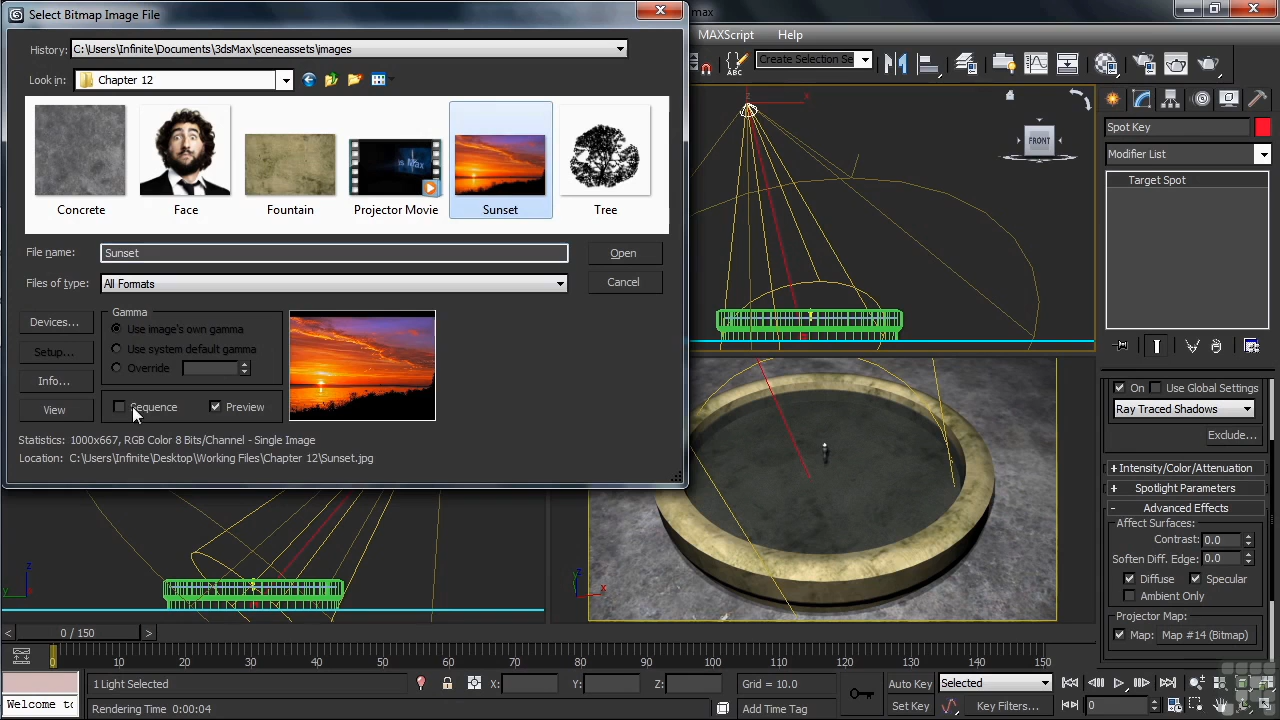 Select Bitmap Image File
max
History: C:\Users\Infinite\Documents\3dsMax\sceneassets\images
MAXScript Help
Look in: Chapter 12
ABC Create Selection Se
Concrete
Face
Fountain
Projector Movie
Sunset
Tree
File name: Sunset Open
Files of type: All Formats Cancel
Devices...
Setup...
Info...
View
Gamma
Use image's own gamma
Use system default gamma
Override
Sequence Preview
Statistics: 1000x667, RGB Color 8 Bits/Channel - Single Image
Location: C:\Users\Infinite\Desktop\Working Files\Chapter 12\Sunset.jpg
z
x
FRONT
Spot Key
Modifier List
Target Spot
On Use Global Settings
Ray Traced Shadows
Exclude...
+ Intensity/Color/Attenuation
+ Spotlight Parameters
- Advanced Effects
Affect Surfaces:
Contrast: 0.0
Soften Diff. Edge: 0.0
Diffuse Specular
Ambient Only
Projector Map:
Map: Map #14 (Bitmap)
z
y
z
x
< 0 / 150 >
0 10 20 30 40 50 60 70 80 90 100 110 120 130 140 150
1 Light Selected X: Y: Z: Grid = 10.0 Auto Key Selected
Welcome to Rendering Time 0:00:04 Add Time Tag Set Key Key Filters... 0